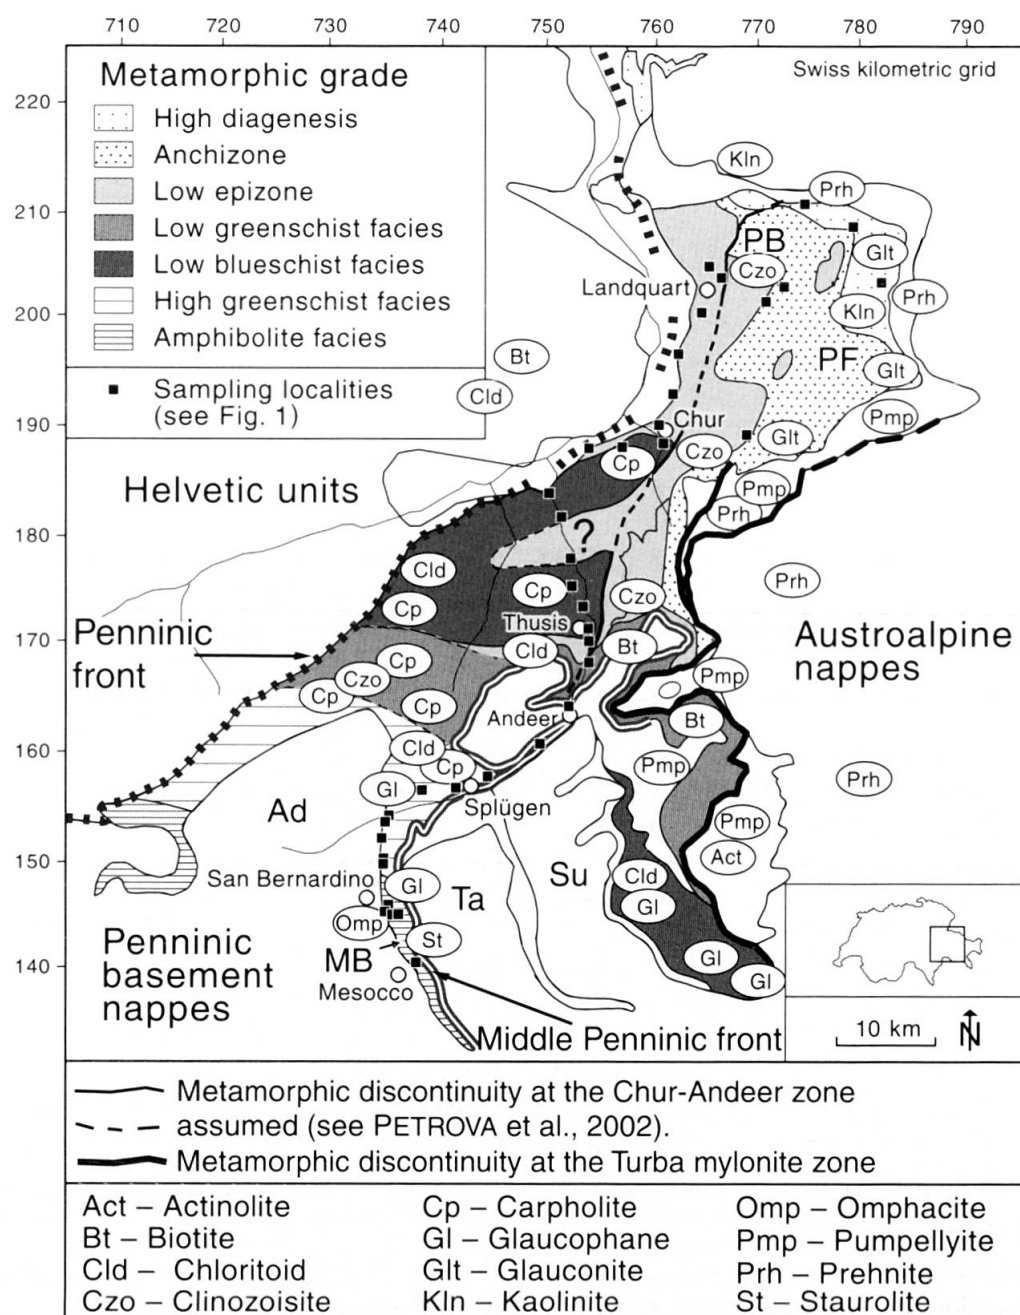 710 720 730 740 750 760 770 780 790
Metamorphic grade
High diagenesis
Anchizone
Low epizone
Low greenschist facies
Low blueschist facies
High greenschist facies
Amphibolite facies
Sampling localities
(see Fig. 1)
Swiss kilometric grid
220
210
200
190
180
170
160
150
140
Kln
Prh
PB
Glt
Czo
Landquart
Prh
Kln
Bt
PF
Glt
Cld
Pmp
Chur
Glt
Czo
Cp
Helvetic units
Pmp
Prh
?
Cld
Prh
Cp
Czo
Cp
Thusis
Penninic
front
Austroalpine
nappes
Bt
Cld
Cp
Czo
Pmp
Cp
Cp
Andeer
Bt
Cld
Cp
Pmp
Prh
Gl
Splügen
Ad
Pmp
Act
Su
San Bernardino
Gl
Ta
Cld
Gl
Omp
St
Penninic
basement
nappes
MB
Gl
Gl
Mesocco
Middle Penninic front
10 km
N
Metamorphic discontinuity at the Chur-Andeer zone
assumed (see PETROVA et al., 2002).
Metamorphic discontinuity at the Turba mylonite zone
Act – Actinolite
Bt – Biotite
Cld – Chloritoid
Czo – Clinozoisite
Cp – Carpholite
Gl – Glaucophane
Glt – Glauconite
Kln – Kaolinite
Omp – Omphacite
Pmp – Pumpellyite
Prh – Prehnite
St – Staurolite